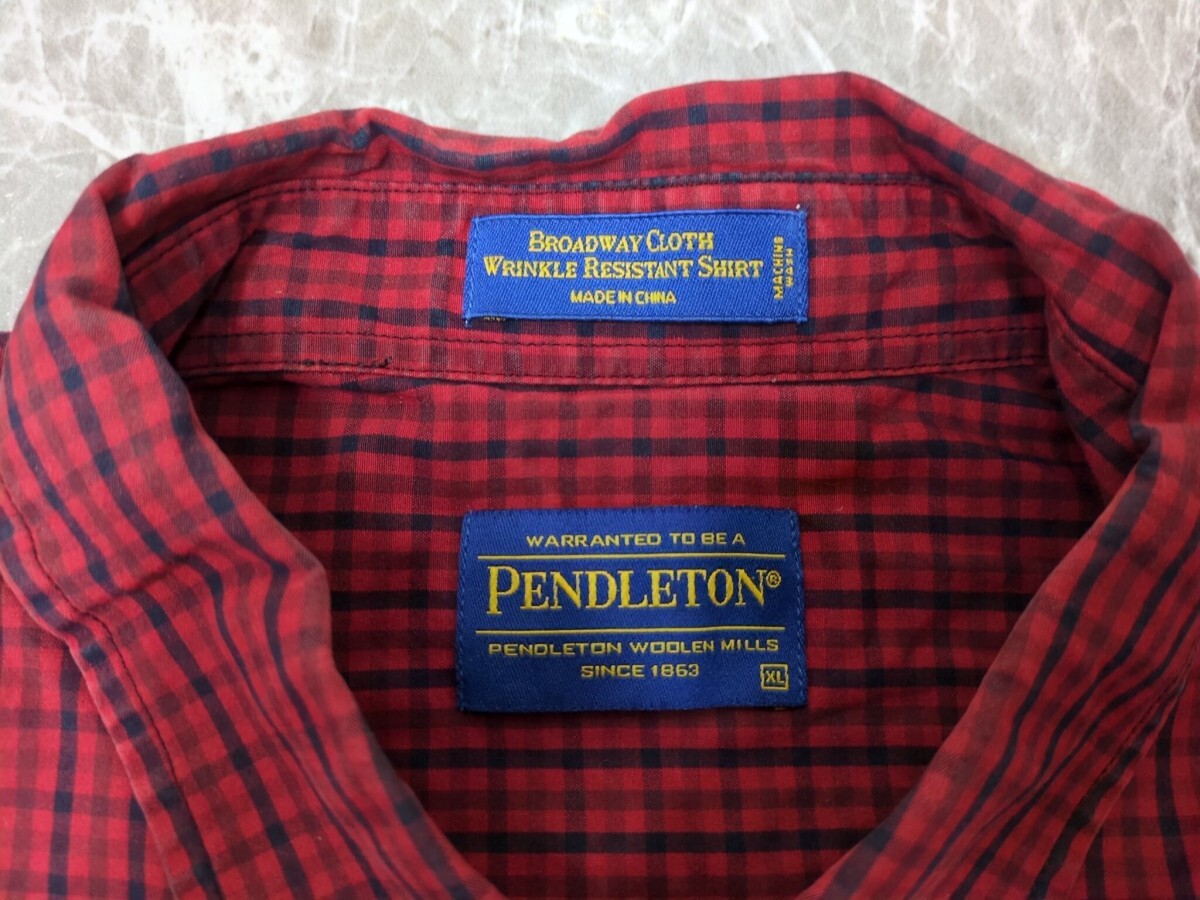 BROADWAY CLOTH
WRINKLE RESISTANT SHIRT
MADE IN CHINA
MACHINE
WASH
WARRANTED TO BE A
PENDLETON®
PENDLETON WOOLEN MILLS
SINCE 1863
XL